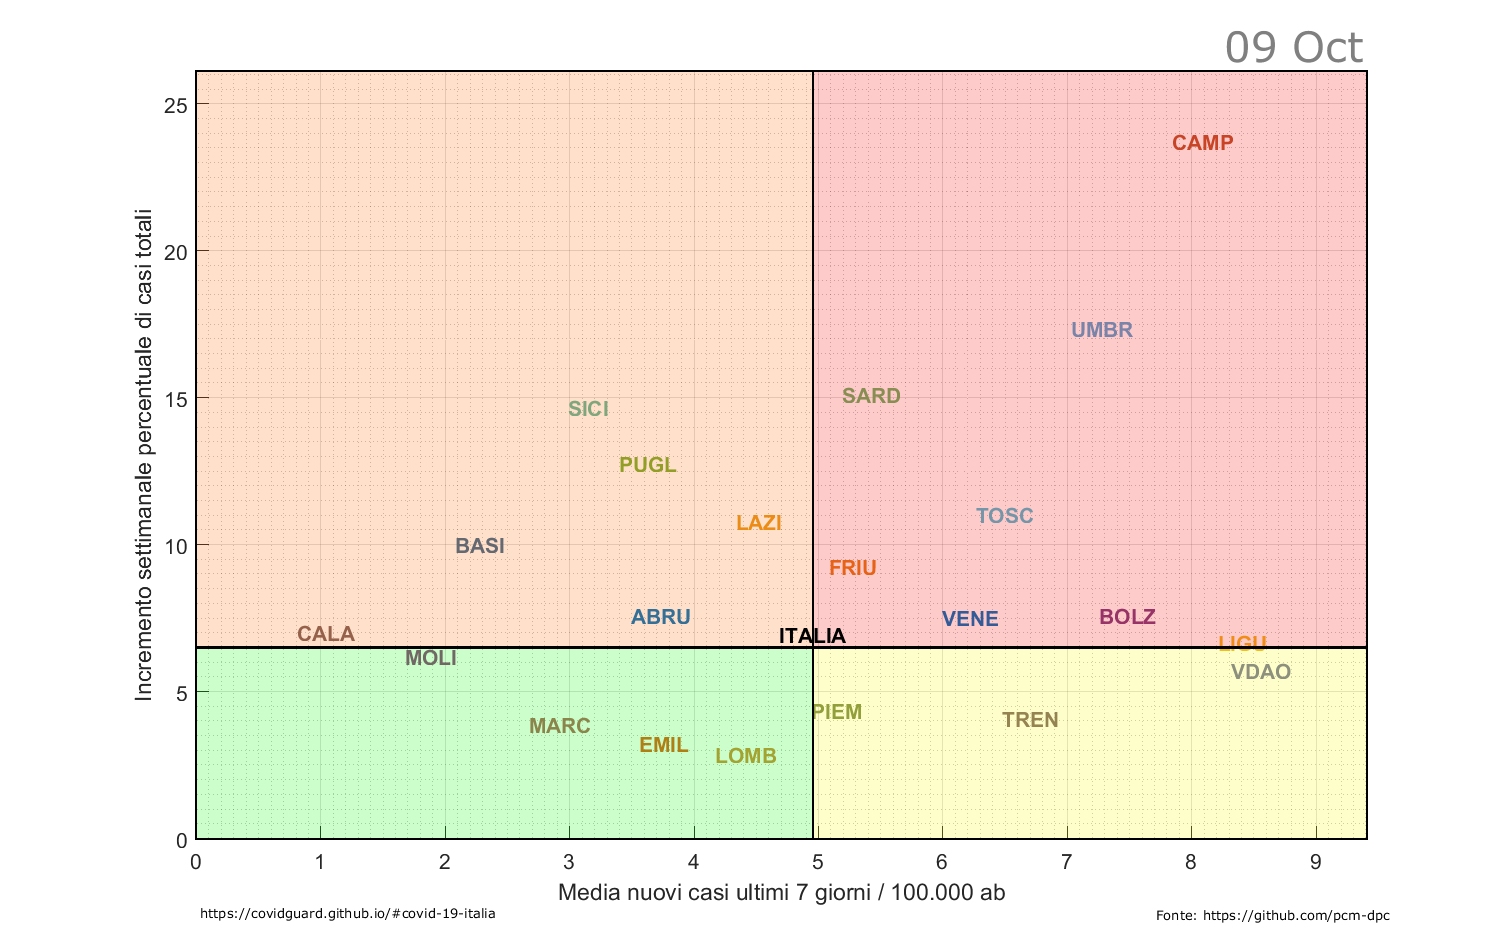 09 Oct
Incremento settimanale percentuale di casi totali
25
20
15
10
5
0
CAMP
UMBR
SARD
SICI
PUGL
LAZI
TOSC
BASI
FRIU
ABRU
VENE
BOLZ
CALA
ITALIA
LIGU
MOLI
VDAO
PIEM
TREN
MARC
EMIL
LOMB
0 1 2 3 4 5 6 7 8 9
Media nuovi casi ultimi 7 giorni / 100.000 ab
https://covidguard.github.io/#covid-19-italia
Fonte: https://github.com/pcm-dpc